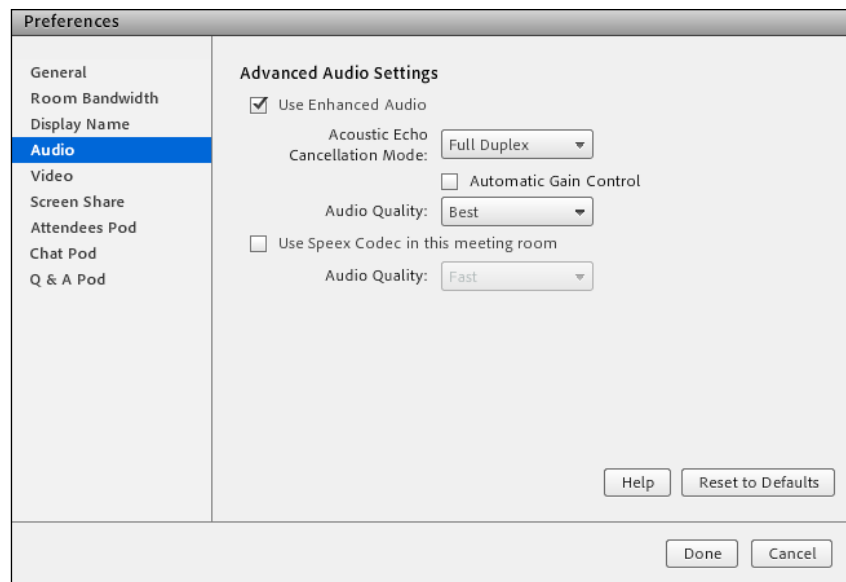 Preferences
General
Room Bandwidth
Display Name
Audio
Video
Screen Share
Attendees Pod
Chat Pod
Q & A Pod
Advanced Audio Settings
Use Enhanced Audio
Acoustic Echo
Cancellation Mode: Full Duplex
Automatic Gain Control
Audio Quality: Best
Use Speex Codec in this meeting room
Audio Quality: Fast
Help Reset to Defaults
Done Cancel